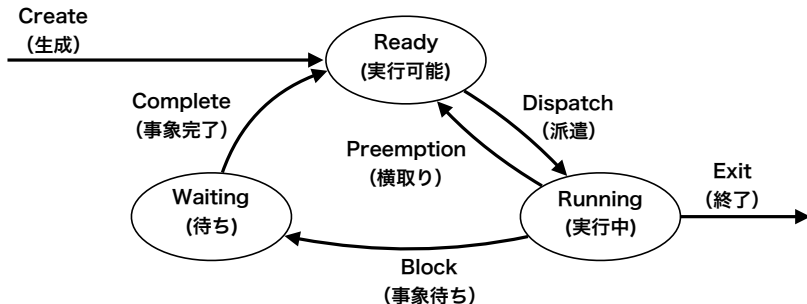 Create
（生成）
Ready
(実行可能)
Complete
（事象完了）
Dispatch
（派遣）
Preemption
（横取り）
Exit
（終了）
Waiting
(待ち)
Running
(実行中)
Block
（事象待ち）